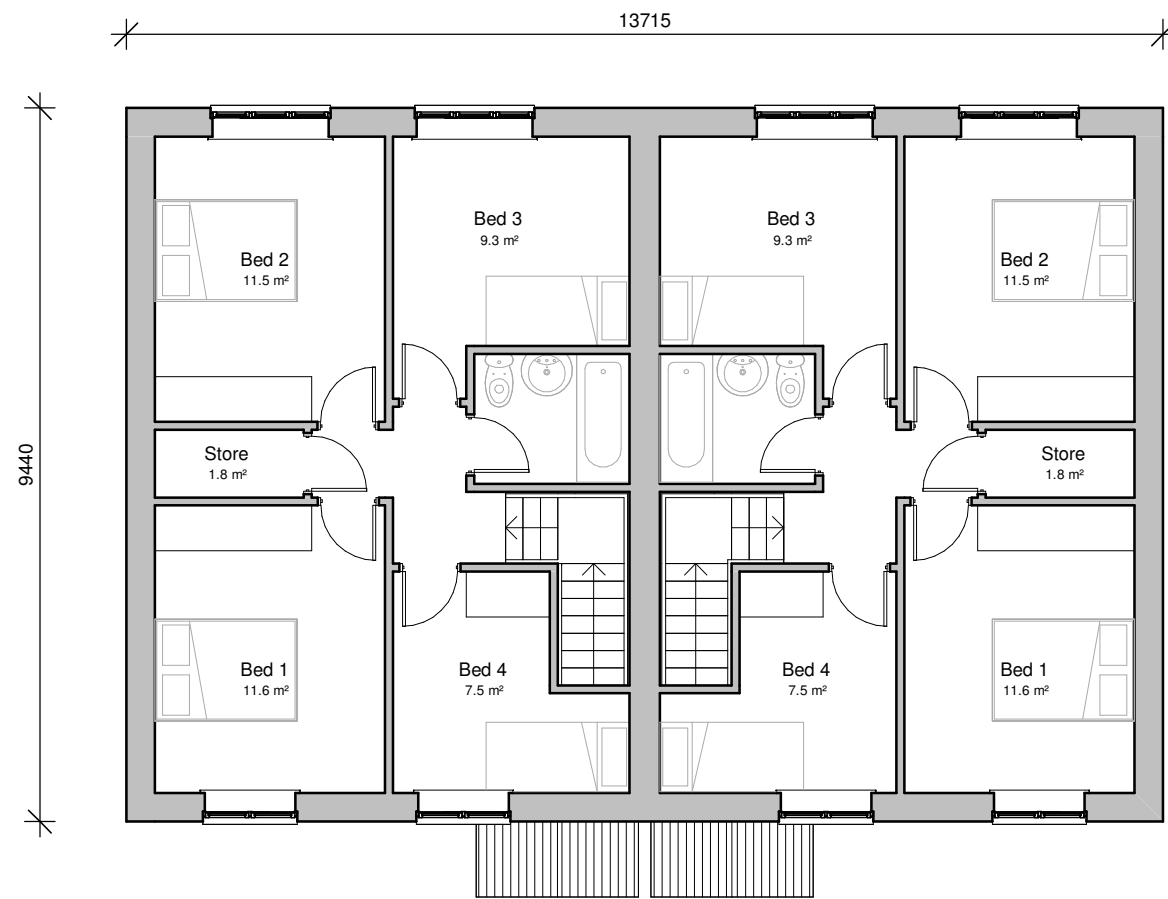 13715
9440
Bed 2
11.5 m²
Bed 3
9.3 m²
Bed 3
9.3 m²
Bed 2
11.5 m²
Store
1.8 m²
Store
1.8 m²
Bed 1
11.6 m²
Bed 4
7.5 m²
Bed 4
7.5 m²
Bed 1
11.6 m²